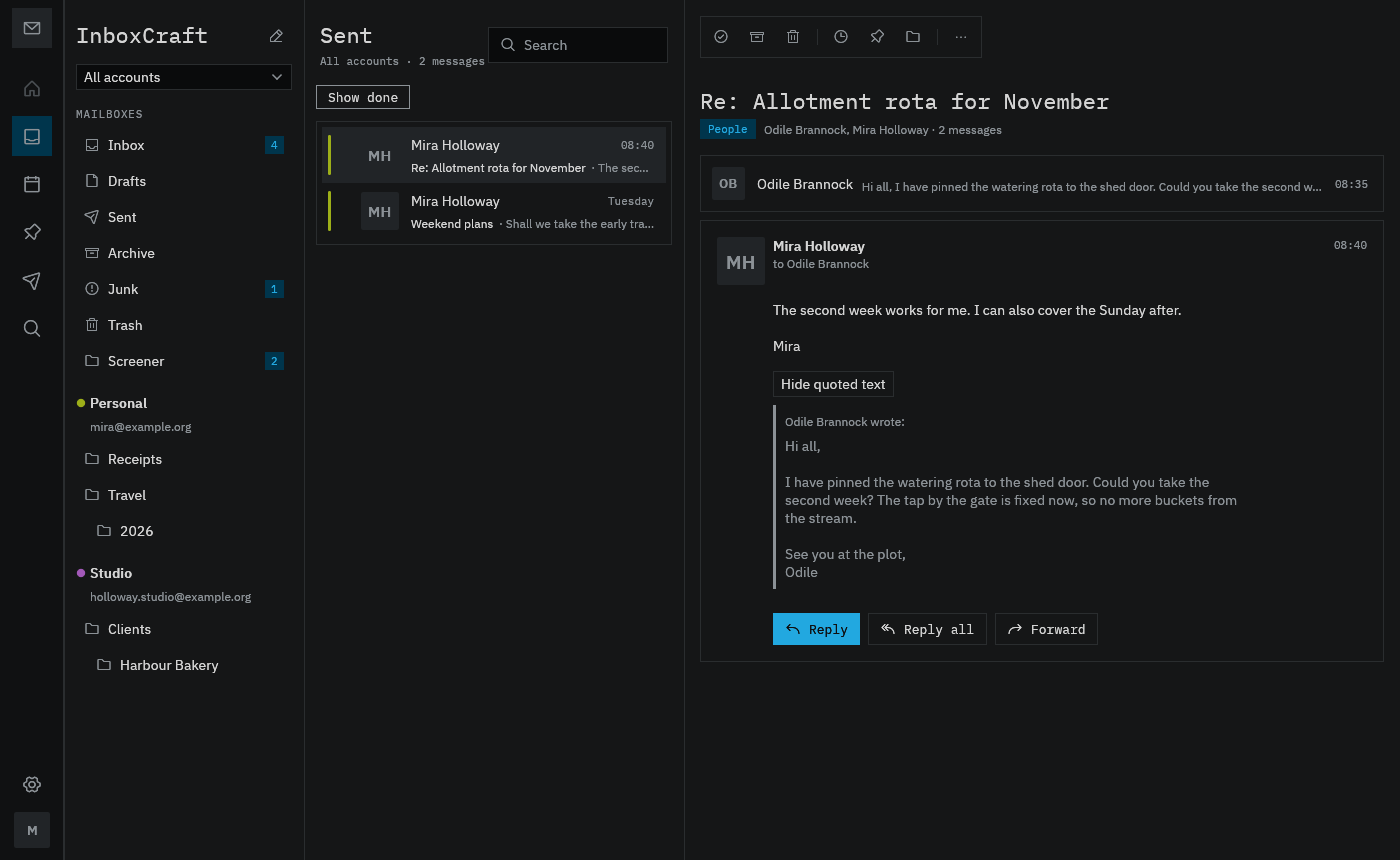 InboxCraft
All accounts
MAILBOXES
Inbox 4
Drafts
Sent
Archive
Junk 1
Trash
Screener 2
Personal
mira@example.org
Receipts
Travel
2026
Studio
holloway.studio@example.org
Clients
Harbour Bakery
M
Sent
All accounts · 2 messages
Search
Show done
MH
Mira Holloway 08:40
Re: Allotment rota for November · The sec…
MH
Mira Holloway Tuesday
Weekend plans · Shall we take the early tra…
Re: Allotment rota for November
People Odile Brannock, Mira Holloway · 2 messages
OB Odile Brannock Hi all, I have pinned the watering rota to the shed door. Could you take the second w… 08:35
MH
Mira Holloway 08:40
to Odile Brannock
The second week works for me. I can also cover the Sunday after.
Mira
Hide quoted text
Odile Brannock wrote:
Hi all,
I have pinned the watering rota to the shed door. Could you take the
second week? The tap by the gate is fixed now, so no more buckets from
the stream.
See you at the plot,
Odile
Reply Reply all Forward